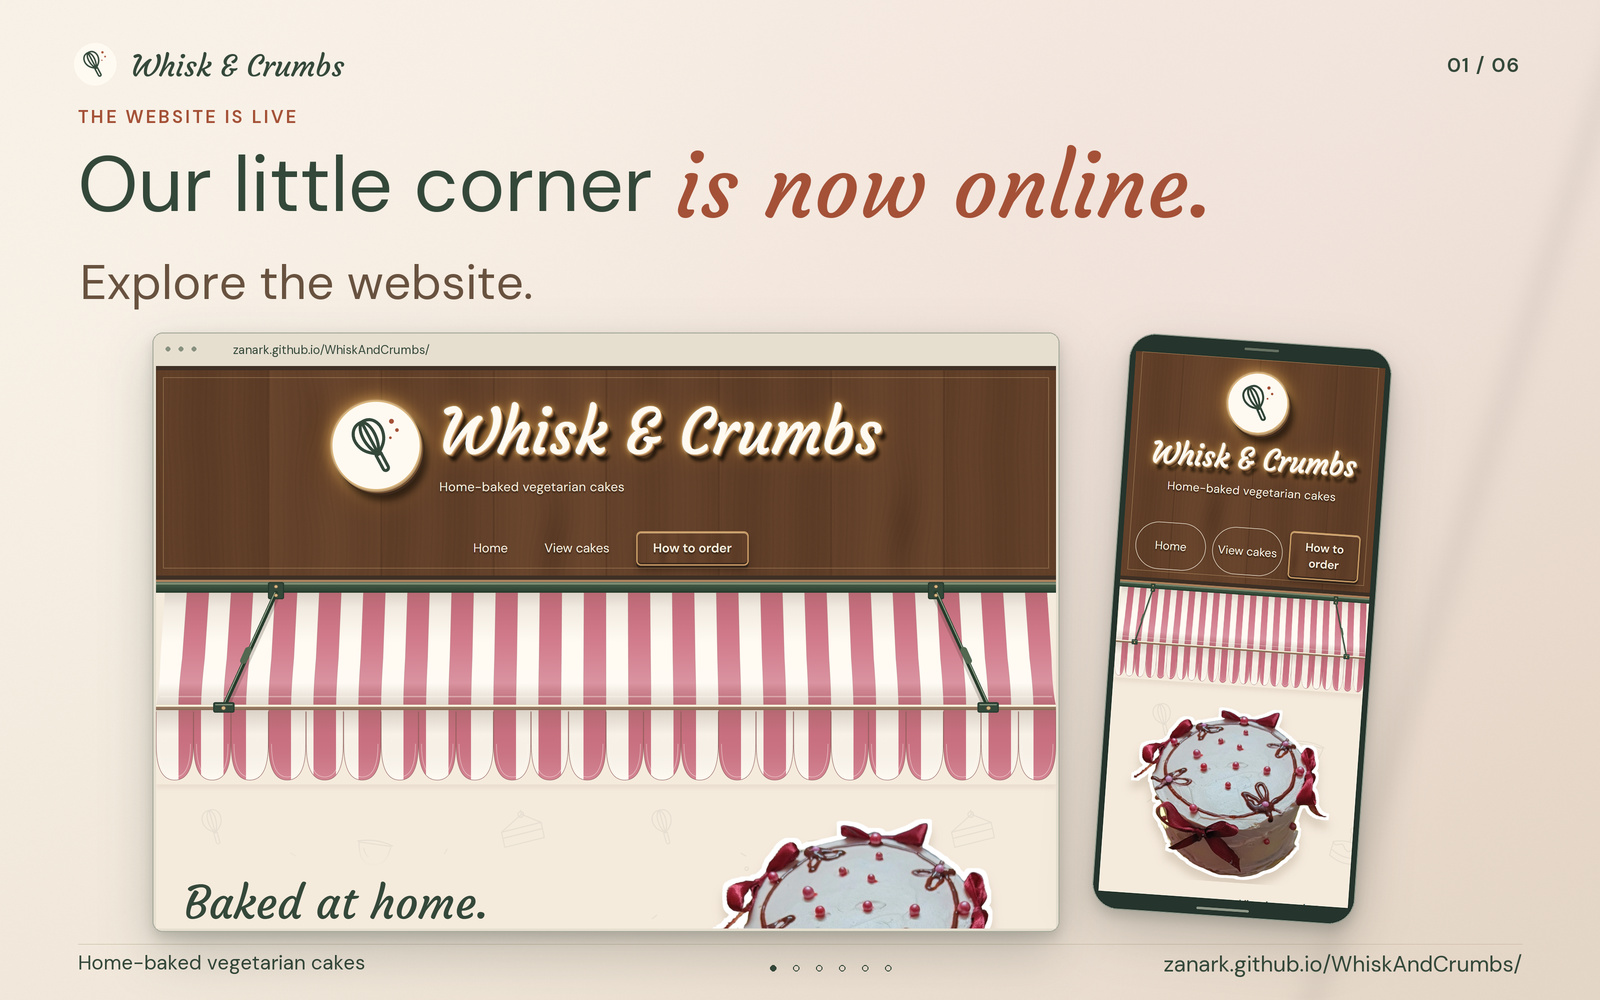 Whisk & Crumbs
01 / 06
THE WEBSITE IS LIVE
Our little corner is now online.
Explore the website.
zanark.github.io/WhiskAndCrumbs/
Whisk & Crumbs
Home-baked vegetarian cakes
Home
View cakes
How to order
Baked at home.
Whisk & Crumbs
Home-baked vegetarian cakes
Home
View cakes
How to
order
Home-baked vegetarian cakes
zanark.github.io/WhiskAndCrumbs/